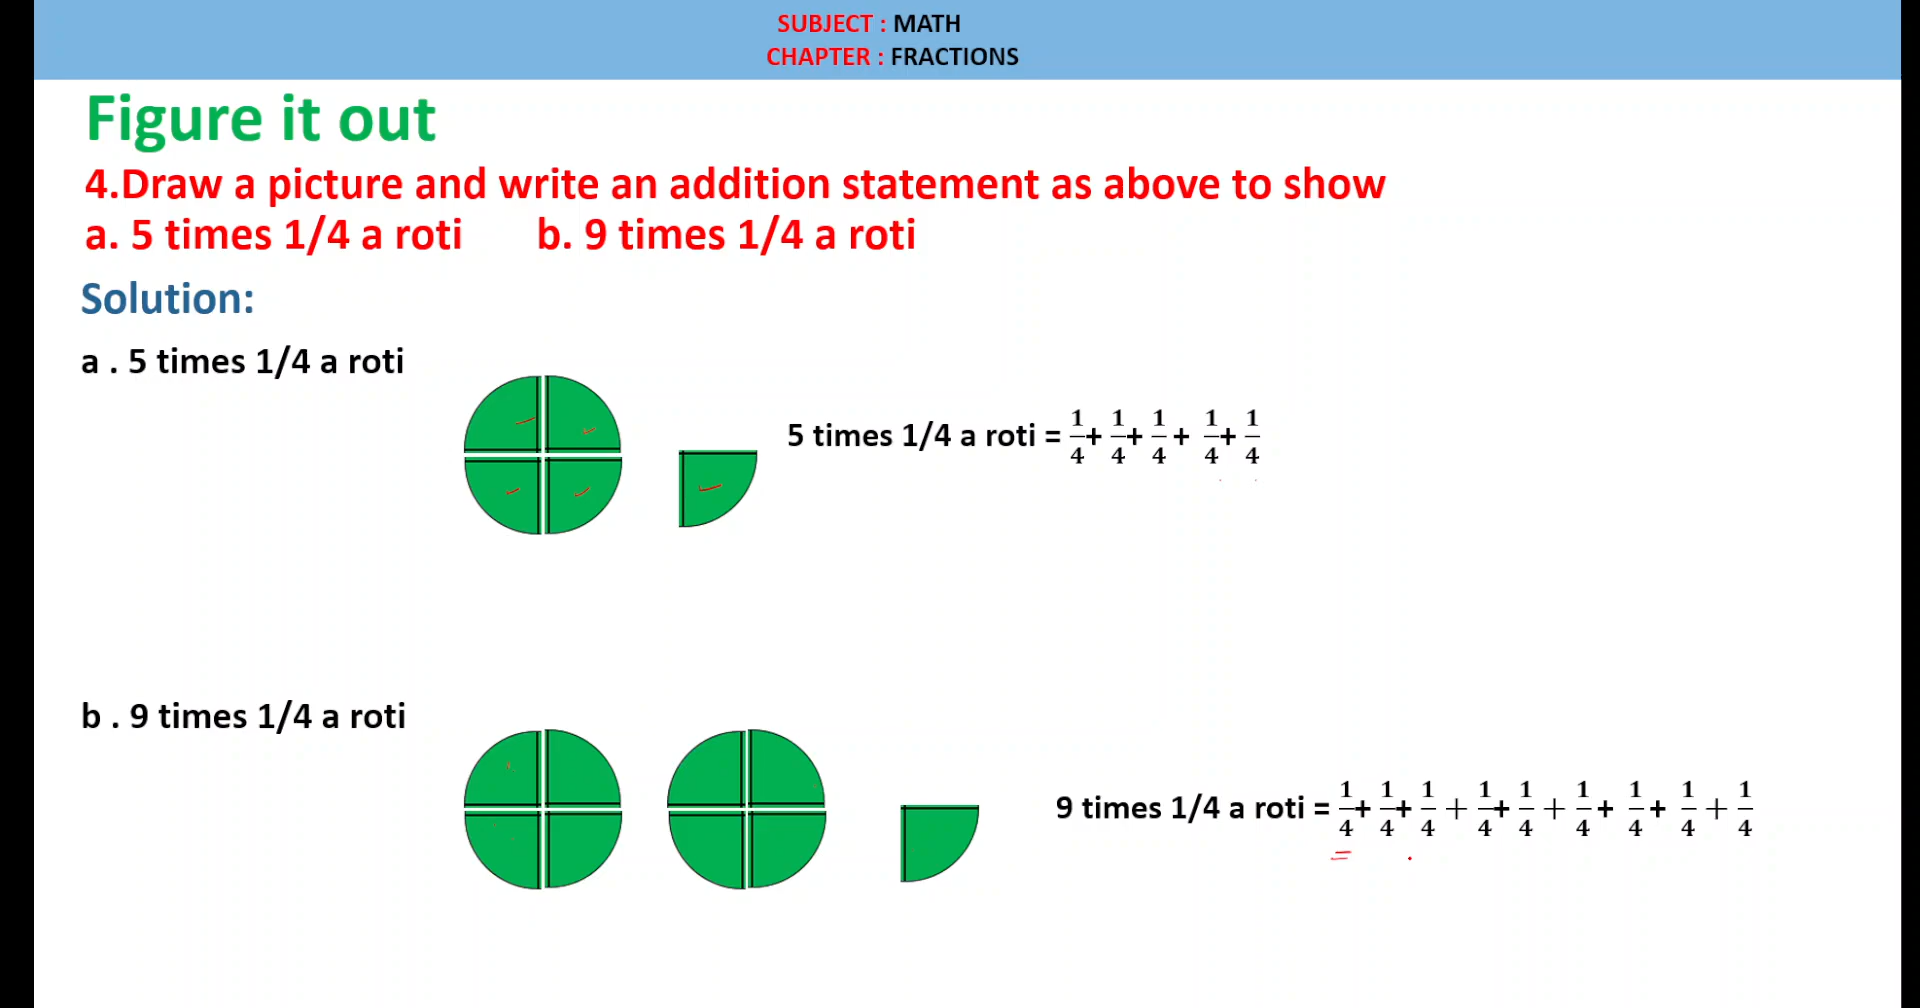 SUBJECT : MATH
CHAPTER : FRACTIONS
Figure it out
4.Draw a picture and write an addition statement as above to show
a. 5 times 1/4 a roti b. 9 times 1/4 a roti
Solution:
a . 5 times 1/4 a roti
5 times 1/4 a roti = 1/4 + 1/4 + 1/4 + 1/4 + 1/4
b . 9 times 1/4 a roti
9 times 1/4 a roti = 1/4 + 1/4 + 1/4 + 1/4 + 1/4 + 1/4 + 1/4 + 1/4 + 1/4
=